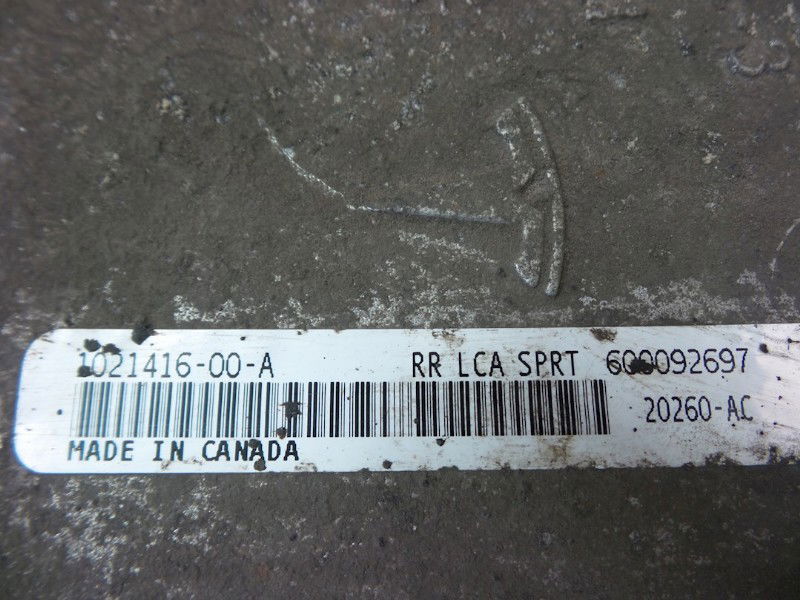 1021416-00-A RR LCA SPRT 600092697
20260-AC
MADE IN CANADA